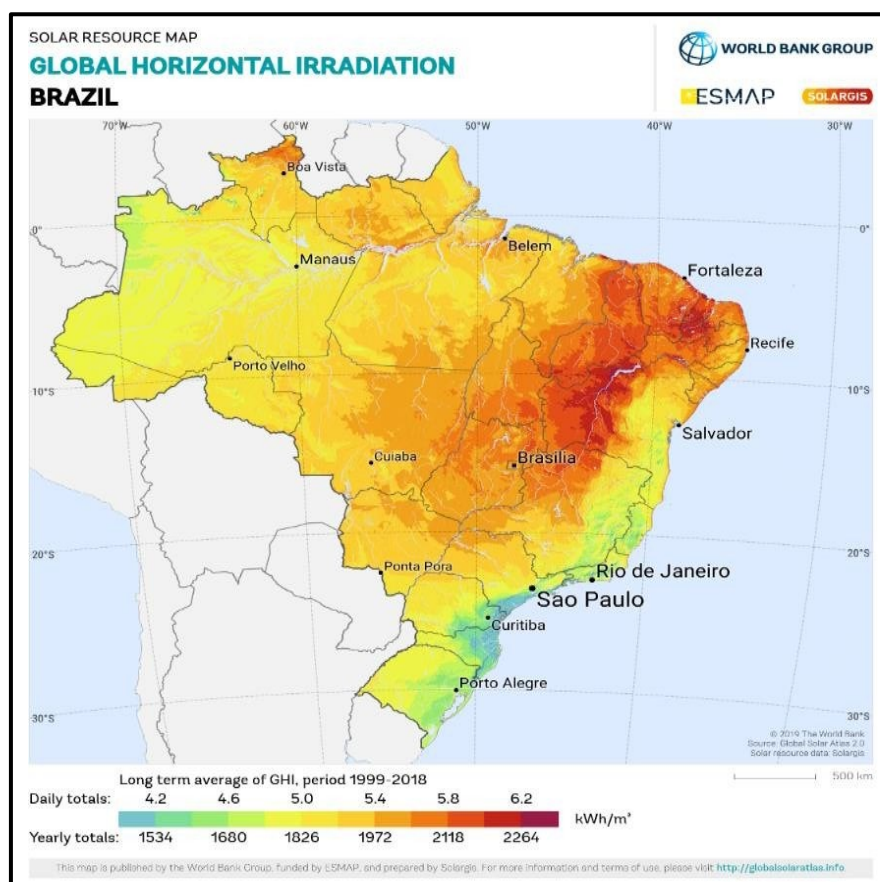 SOLAR RESOURCE MAP
GLOBAL HORIZONTAL IRRADIATION
BRAZIL
WORLD BANK GROUP
ESMAP
SOLARGIS
70°W 60°W 50°W 40°W 30°W
Boa Vista
0° 0°
Belem
Manaus
Fortaleza
Recife
Porto Velho
10°S 10°S
Salvador
Cuiaba
Brasilia
20°S 20°S
Ponta Pora
Rio de Janeiro
Sao Paulo
Curitiba
Porto Alegre
30°S 30°S
© 2019 The World Bank
Source: Global Solar Atlas 2.0
Solar resource data: Solargis
Long term average of GHI, period 1999-2018
500 km
Daily totals: 4.2 4.6 5.0 5.4 5.8 6.2
kWh/m²
Yearly totals: 1534 1680 1826 1972 2118 2264
This map is published by the World Bank Group, funded by ESMAP, and prepared by Solargis. For more information and terms of use, please visit http://globalsolaratlas.info